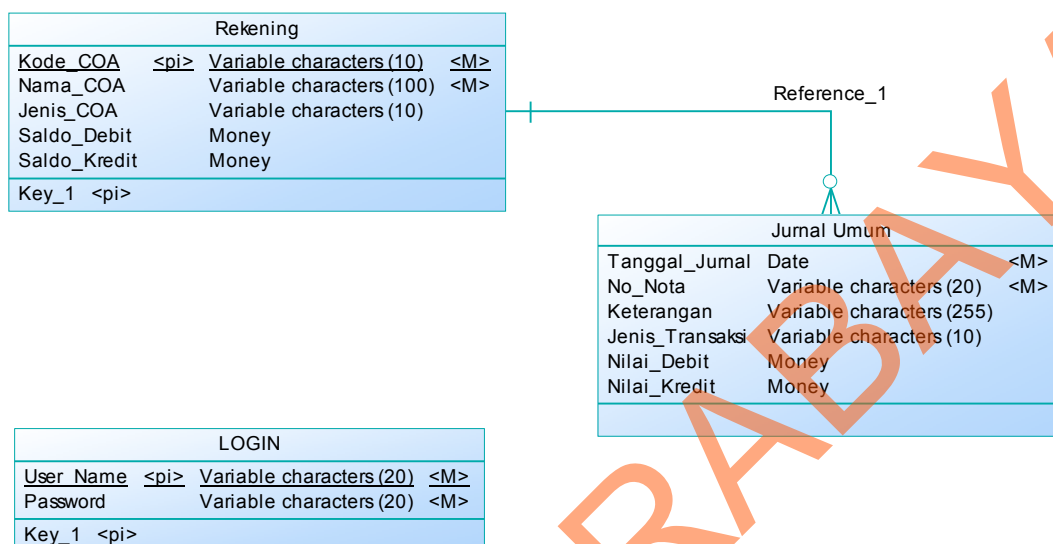 Rekening
Kode_COA <pi> Variable characters (10) <M>
Nama_COA Variable characters (100) <M>
Jenis_COA Variable characters (10)
Saldo_Debit Money
Saldo_Kredit Money
Key_1 <pi>
Reference_1
Jurnal Umum
Tanggal_Jurnal Date <M>
No_Nota Variable characters (20) <M>
Keterangan Variable characters (255)
Jenis_Transaksi Variable characters (10)
Nilai_Debit Money
Nilai_Kredit Money
LOGIN
User_Name <pi> Variable characters (20) <M>
Password Variable characters (20) <M>
Key_1 <pi>
RABAY